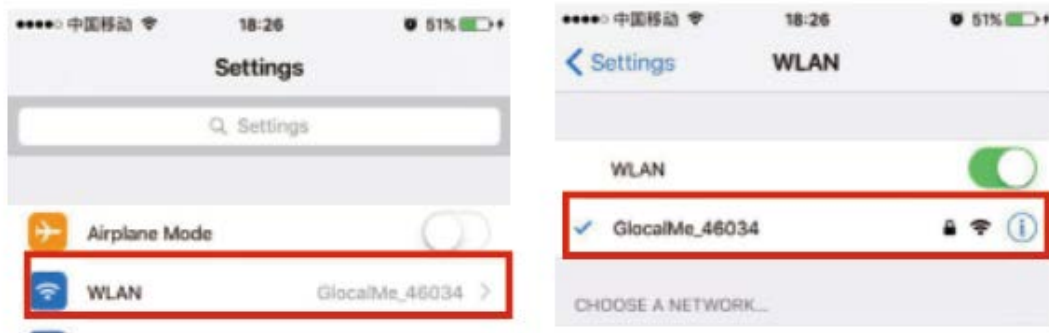 中国移动 18:26 51%
Settings
Settings
Airplane Mode
WLAN GlocalMe_46034
中国移动 18:26 51%
Settings WLAN
WLAN
GlocalMe_46034
CHOOSE A NETWORK...